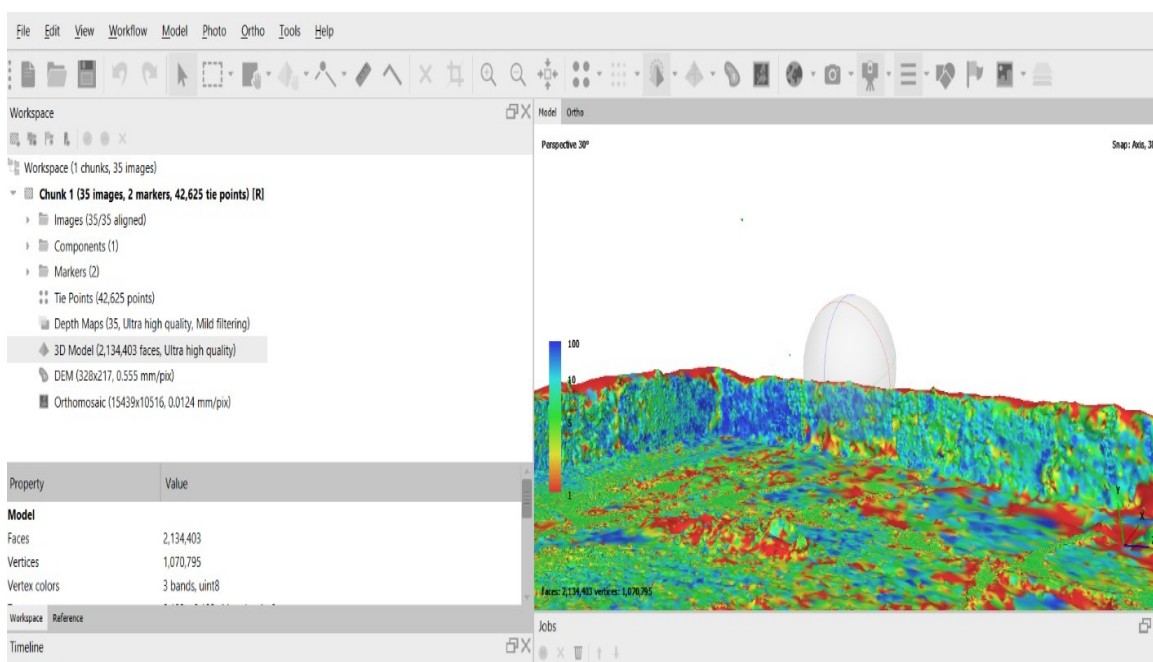 File Edit View Workflow Model Photo Ortho Tools Help
Workspace
Workspace (1 chunks, 35 images)
Chunk 1 (35 images, 2 markers, 42,625 tie points) [R]
Images (35/35 aligned)
Components (1)
Markers (2)
Tie Points (42,625 points)
Depth Maps (35, Ultra high quality, Mild filtering)
3D Model (2,134,403 faces, Ultra high quality)
DEM (328x217, 0.555 mm/pix)
Orthomosaic (15439x10516, 0.0124 mm/pix)
Property Value
Model
Faces 2,134,403
Vertices 1,070,795
Vertex colors 3 bands, uint8
Workspace Reference
Timeline
Model Ortho
Perspective 30°
Snap: Axis,
100
10
5
1
Y
X
faces: 2,134,403 vertices: 1,070,795
Jobs